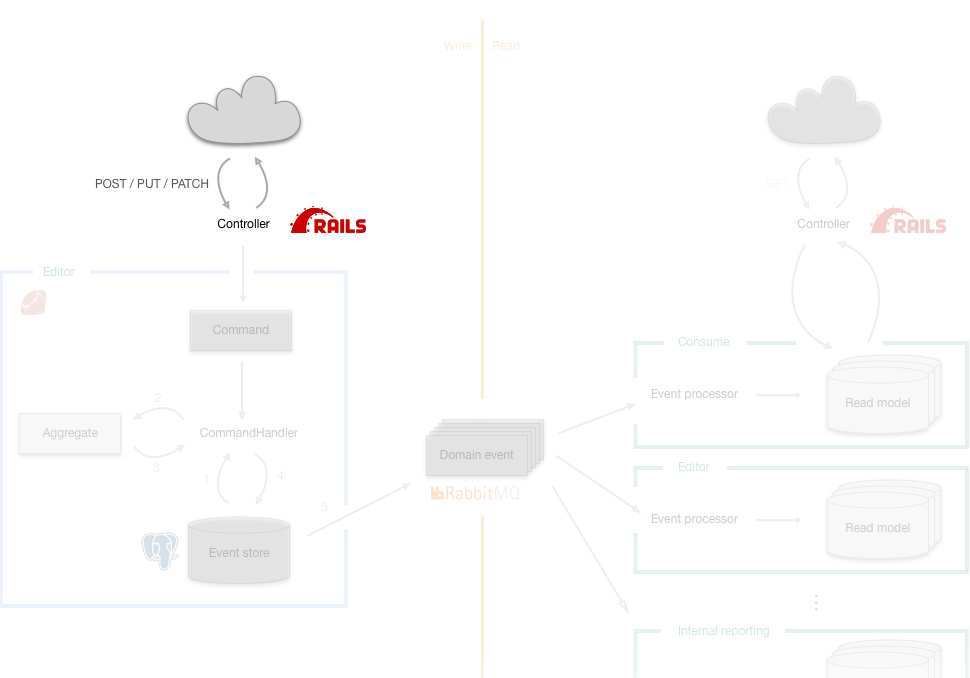 Write
Read
POST / PUT / PATCH
GET
Controller
RAILS
Controller
RAILS
Editor
Command
Consume
Event processor
Read model
2
Aggregate
CommandHandler
3
1
4
Domain event
RabbitMQ
Editor
5
Event processor
Read model
Event store
Internal reporting